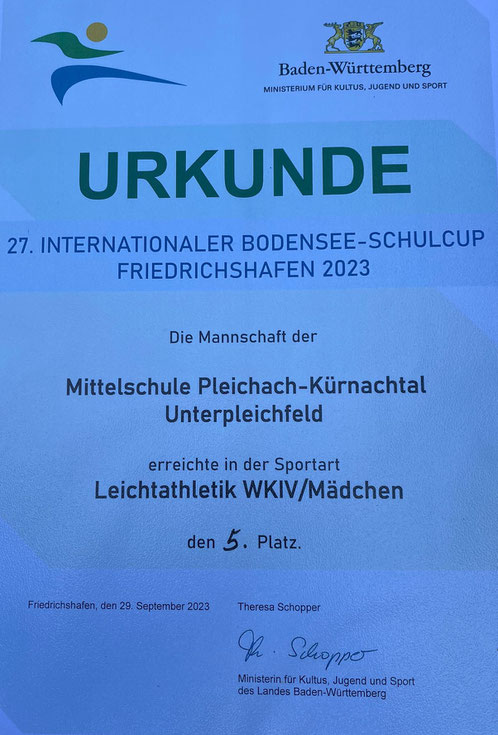 Baden-Württemberg
MINISTERIUM FÜR KULTUS, JUGEND UND SPORT
URKUNDE
27. INTERNATIONALER BODENSEE-SCHULCUP
FRIEDRICHSHAFEN 2023
Die Mannschaft der
Mittelschule Pleichach-Kürnachtal
Unterpleichfeld
erreichte in der Sportart
Leichtathletik WKIV/Mädchen
den 5. Platz.
Friedrichshafen, den 29. September 2023
Theresa Schopper
Th. Schopper
Ministerin für Kultus, Jugend und Sport
des Landes Baden-Württemberg